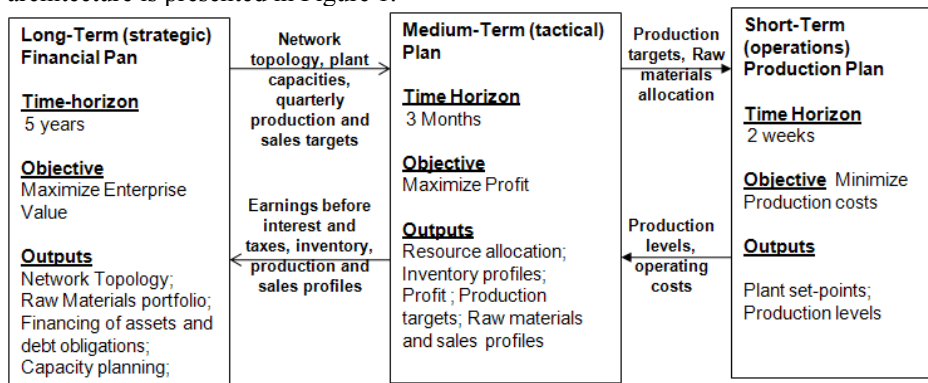 architecture is presented in Figure 1.
Long-Term (strategic)
Financial Pan
Time-horizon
5 years
Objective
Maximize Enterprise
Value
Outputs
Network Topology;
Raw Materials portfolio;
Financing of assets and
debt obligations;
Capacity planning;
Network
topology, plant
capacities,
quarterly
production and
sales targets
Earnings before
interest and
taxes, inventory,
production and
sales profiles
Medium-Term (tactical)
Plan
Time Horizon
3 Months
Objective
Maximize Profit
Outputs
Resource allocation;
Inventory profiles;
Profit ; Production
targets; Raw materials
and sales profiles
Production
targets, Raw
materials
allocation
Production
levels,
operating
costs
Short-Term
(operations)
Production Plan
Time Horizon
2 weeks
Objective Minimize
Production costs
Outputs
Plant set-points;
Production levels